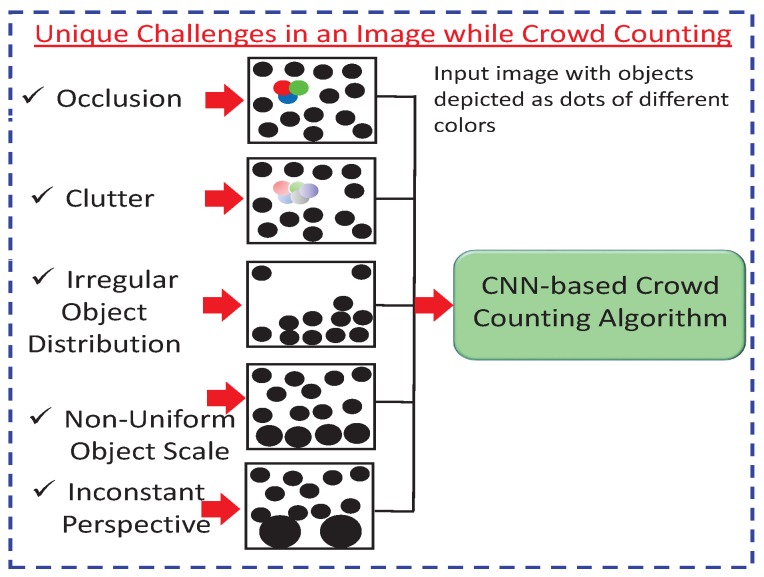 Unique Challenges in an Image while Crowd Counting
✓ Occlusion
Input image with objects
depicted as dots of different
colors
✓ Clutter
✓ Irregular
Object
Distribution
CNN-based Crowd
Counting Algorithm
✓ Non-Uniform
Object Scale
✓ Inconstant
Perspective